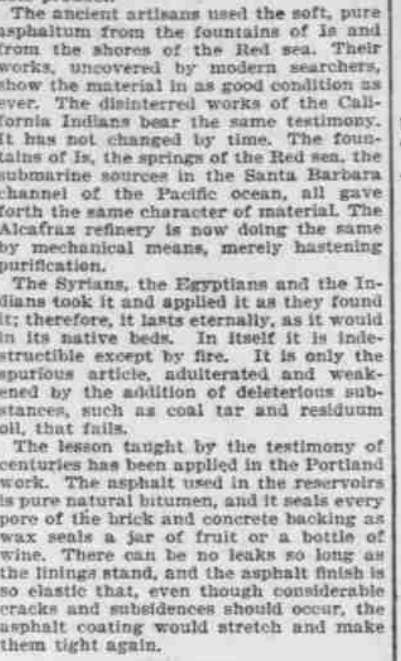 The ancient artisans used the soft, pure
asphaltum from the fountains of Is and
from the shores of the Red sea. Their
works, uncovered by modern searchers,
show the material in as good condition as
ever. The disinterred works of the Cali-
fornia Indians bear the same testimony.
It has not changed by time. The foun-
tains of Is, the springs of the Red sea, the
submarine sources in the Santa Barbara
channel of the Pacific ocean, all gave
forth the same character of material. The
Alcafraz refinery is now doing the same
by mechanical means, merely hastening
purification.
The Syrians, the Egyptians and the In-
dians took it and applied it as they found
it; therefore, it lasts eternally, as it would
in its native beds. In itself it is inde-
structible except by fire. It is only the
spurious article, adulterated and weak-
ened by the addition of deleterious sub-
stances, such as coal tar and residuum
oil, that fails.
The lesson taught by the testimony of
centuries has been applied in the Portland
work. The asphalt used in the reservoirs
is pure natural bitumen, and it seals every
pore of the brick and concrete backing as
wax seals a jar of fruit or a bottle of
wine. There can be no leaks so long as
the linings stand, and the asphalt finish is
so elastic that, even though considerable
cracks and subsidences should occur, the
asphalt coating would stretch and make
them tight again.